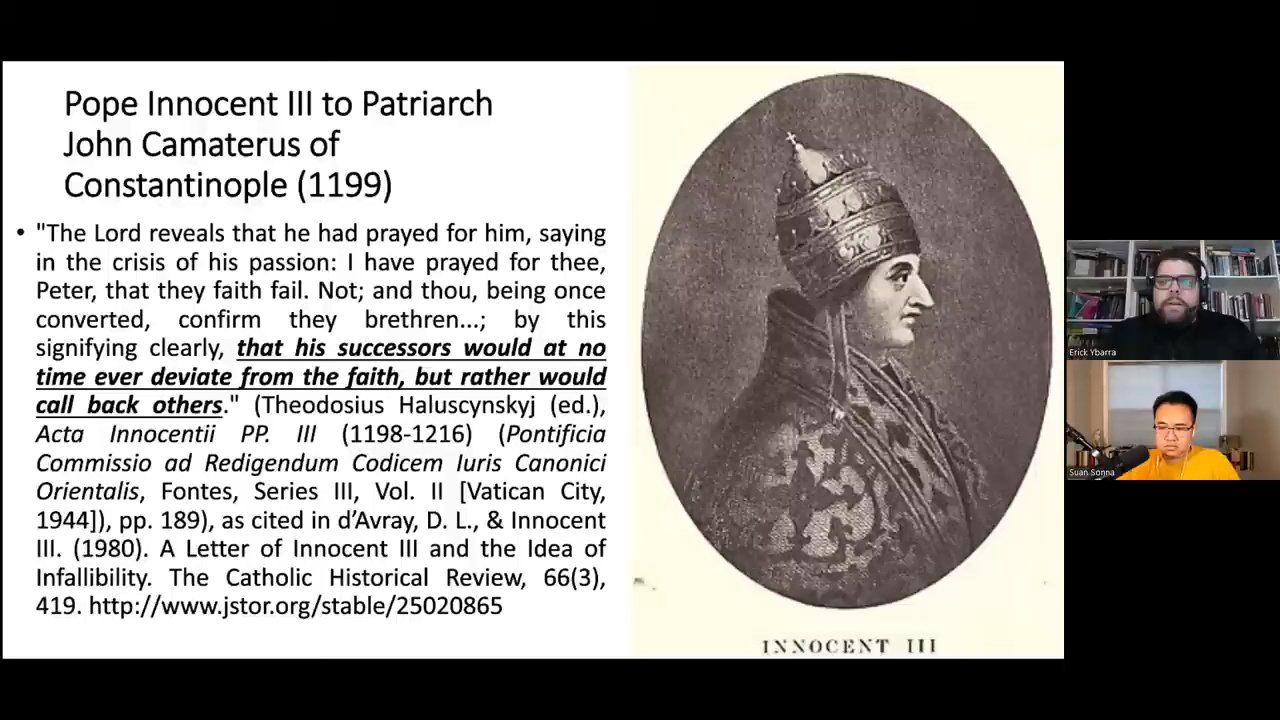 Pope Innocent III to Patriarch
John Camaterus of
Constantinople (1199)
• "The Lord reveals that he had prayed for him, saying
in the crisis of his passion: I have prayed for thee,
Peter, that they faith fail. Not; and thou, being once
converted, confirm they brethren...; by this
signifying clearly, that his successors would at no
time ever deviate from the faith, but rather would
call back others." (Theodosius Haluscynskyj (ed.),
Acta Innocentii PP. III (1198-1216) (Pontificia
Commissio ad Redigendum Codicem Iuris Canonici
Orientalis, Fontes, Series III, Vol. II [Vatican City,
1944]), pp. 189), as cited in d’Avray, D. L., & Innocent
III. (1980). A Letter of Innocent III and the Idea of
Infallibility. The Catholic Historical Review, 66(3),
419. http://www.jstor.org/stable/25020865
INNOCENT III
Erick Ybarra
Suan Sonna